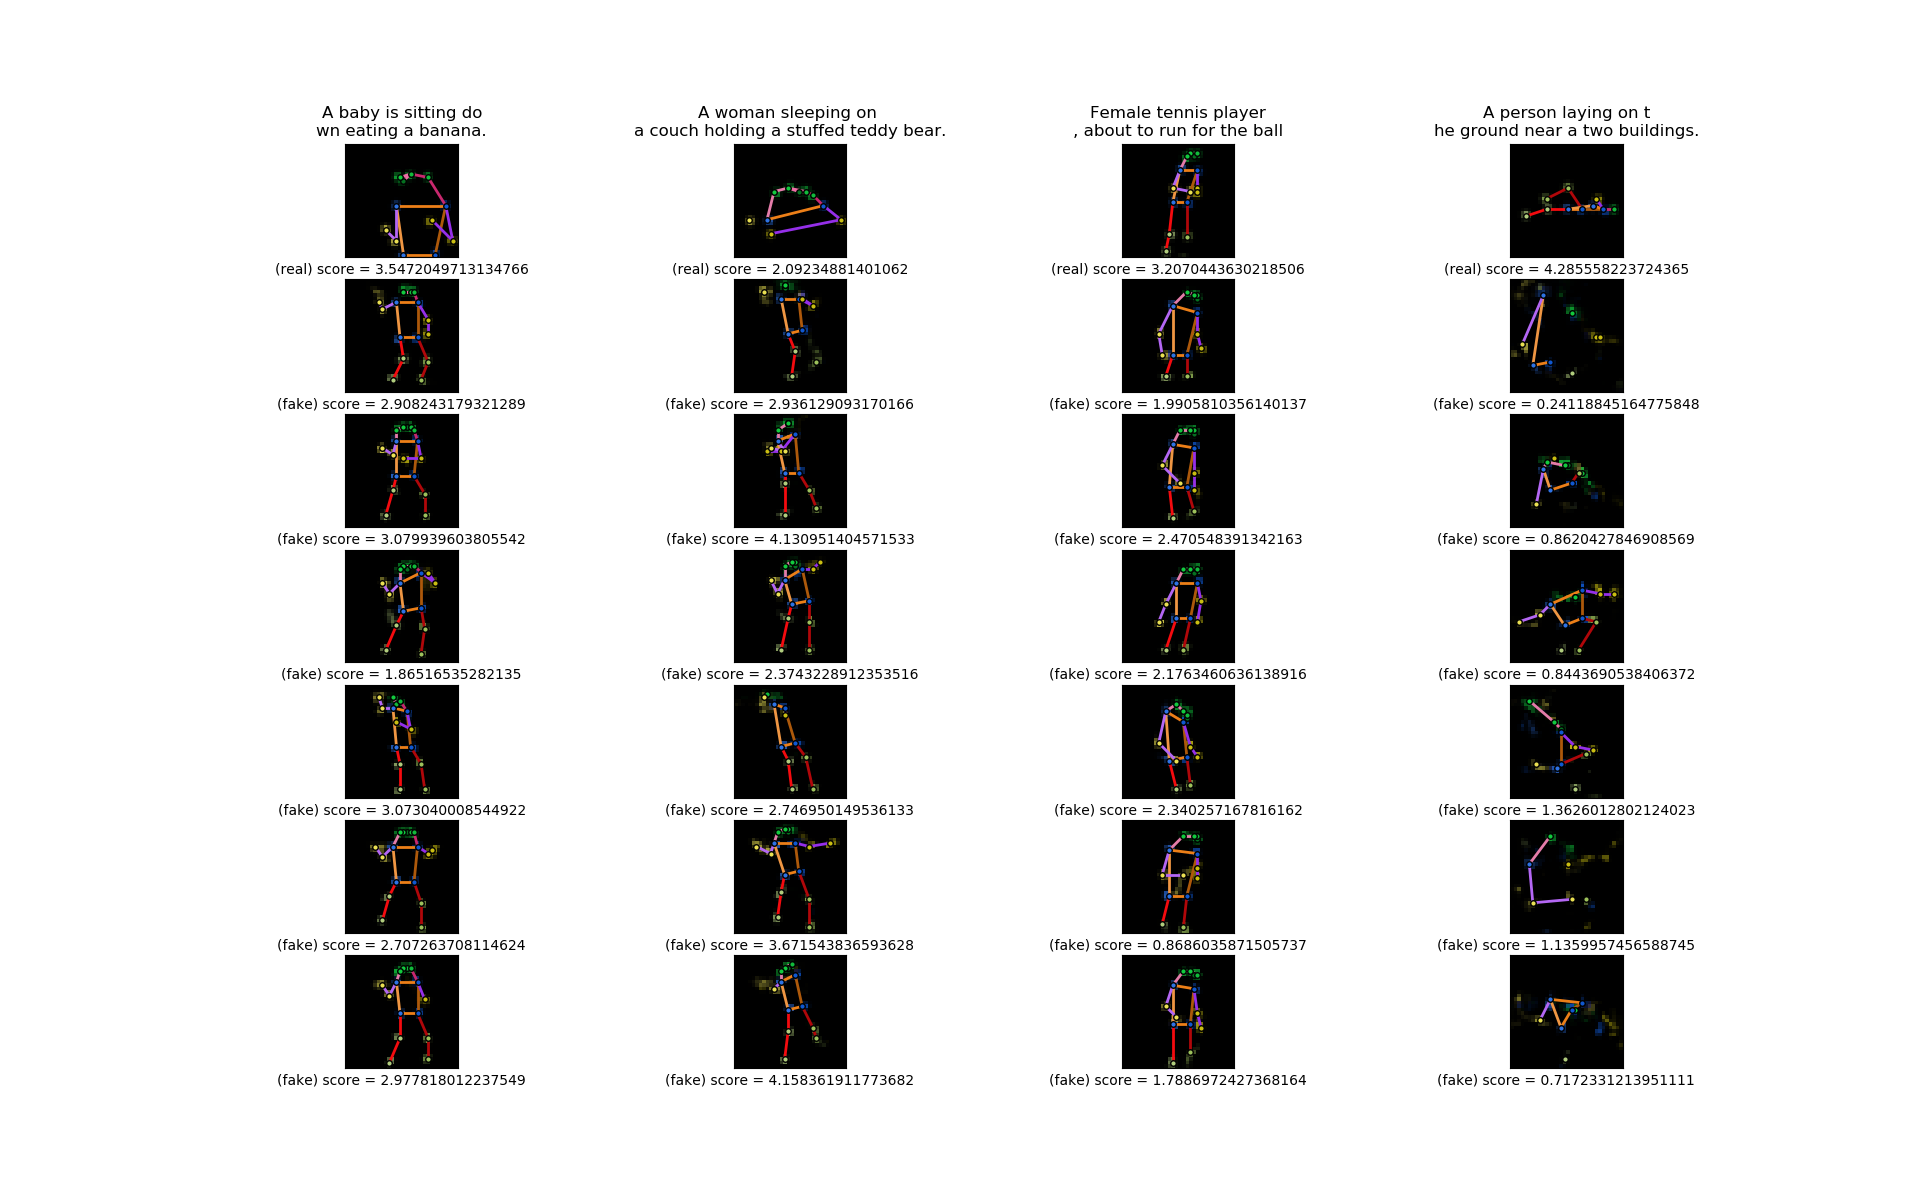 A baby is sitting do
wn eating a banana.
A woman sleeping on
a couch holding a stuffed teddy bear.
Female tennis player
, about to run for the ball
A person laying on t
he ground near a two buildings.
(real) score = 3.5472049713134766
(real) score = 2.09234881401062
(real) score = 3.2070443630218506
(real) score = 4.285558223724365
(fake) score = 2.908243179321289
(fake) score = 2.936129093170166
(fake) score = 1.9905810356140137
(fake) score = 0.24118845164775848
(fake) score = 3.079939603805542
(fake) score = 4.130951404571533
(fake) score = 2.470548391342163
(fake) score = 0.8620427846908569
(fake) score = 1.86516535282135
(fake) score = 2.3743228912353516
(fake) score = 2.1763460636138916
(fake) score = 0.8443690538406372
(fake) score = 3.073040008544922
(fake) score = 2.746950149536133
(fake) score = 2.340257167816162
(fake) score = 1.3626012802124023
(fake) score = 2.707263708114624
(fake) score = 3.671543836593628
(fake) score = 0.8686035871505737
(fake) score = 1.1359957456588745
(fake) score = 2.977818012237549
(fake) score = 4.158361911773682
(fake) score = 1.7886972427368164
(fake) score = 0.7172331213951111